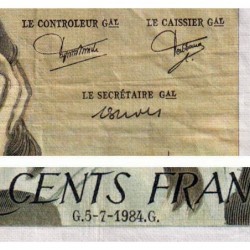 LE CONTROLEUR GAL LE CAISSIER GAL
LE SECRÉTAIRE GAL
CENTS FRAN
G.5-7-1984.G.